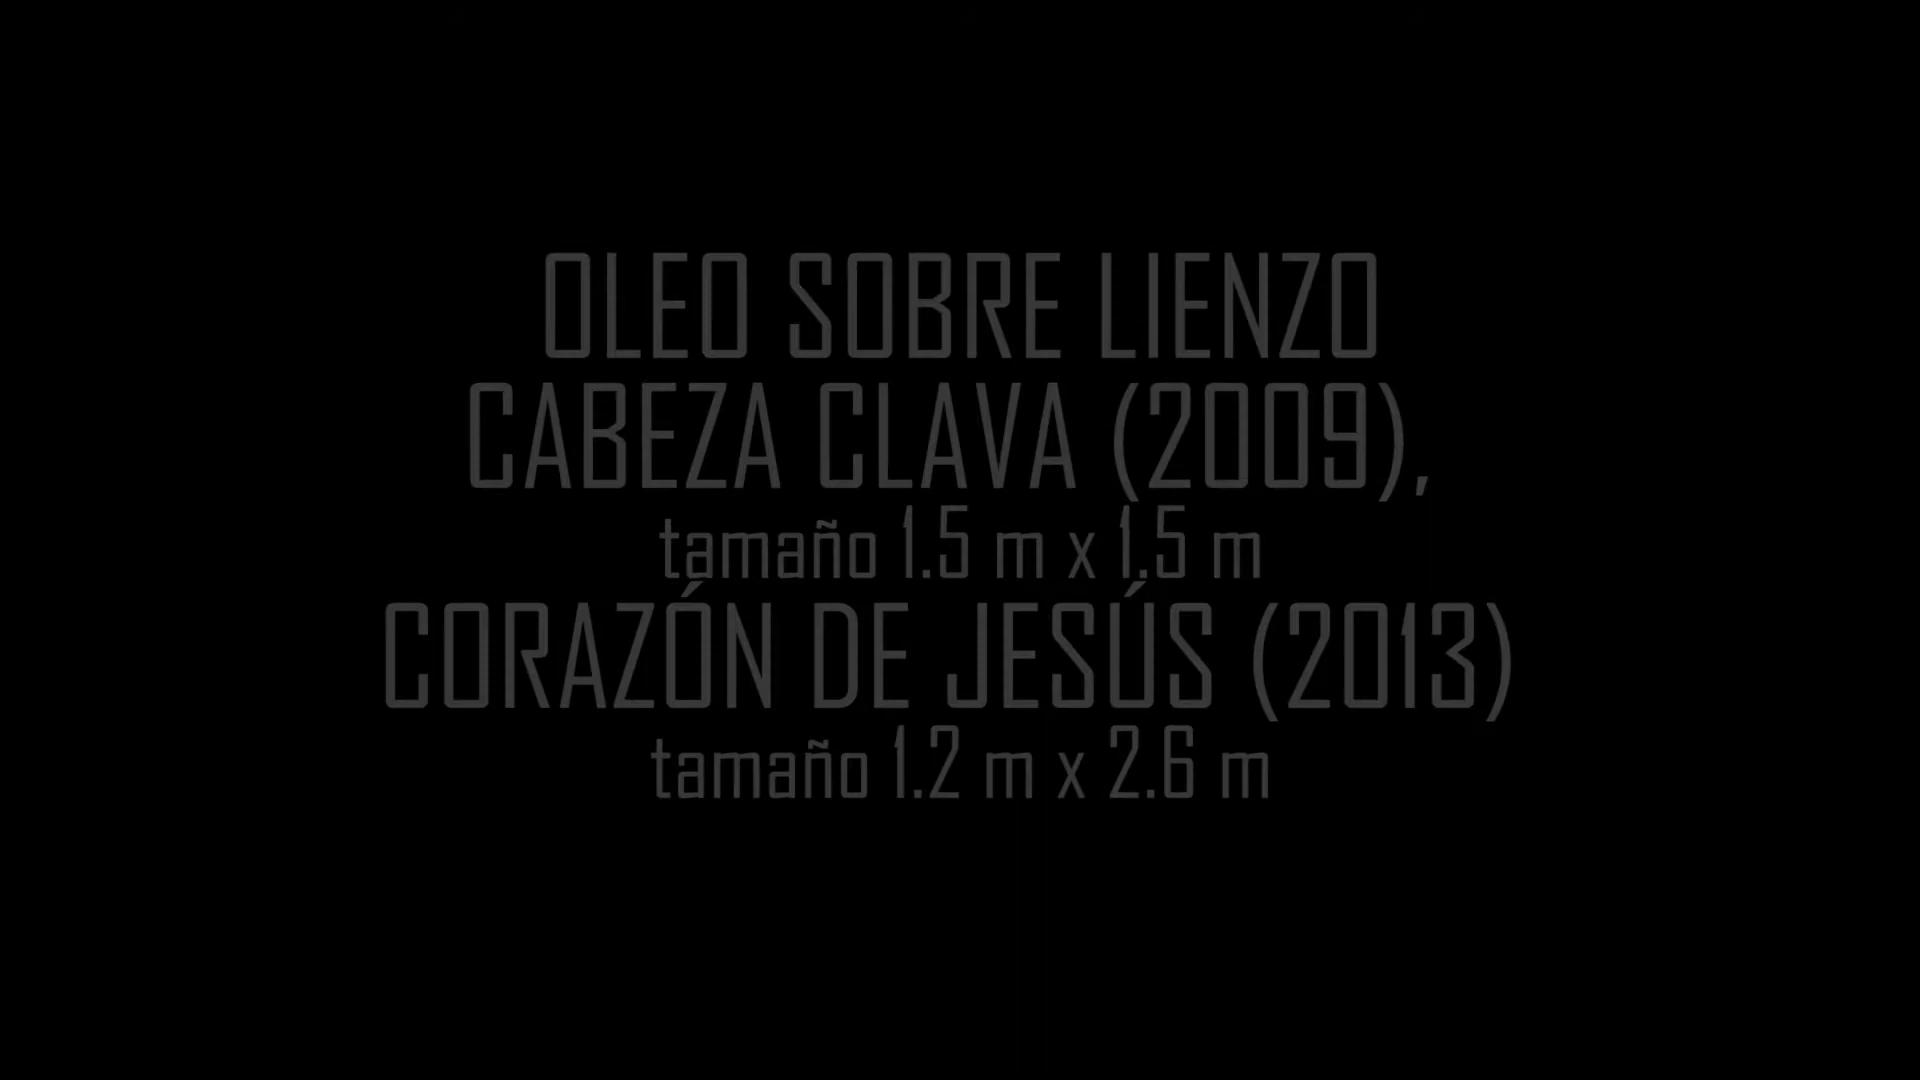 OLEO SOBRE LIENZO
CABEZA CLAVA (2009),
tamaño 1.5 m x 1.5 m
CORAZÓN DE JESÚS (2013)
tamaño 1.2 m x 2.6 m